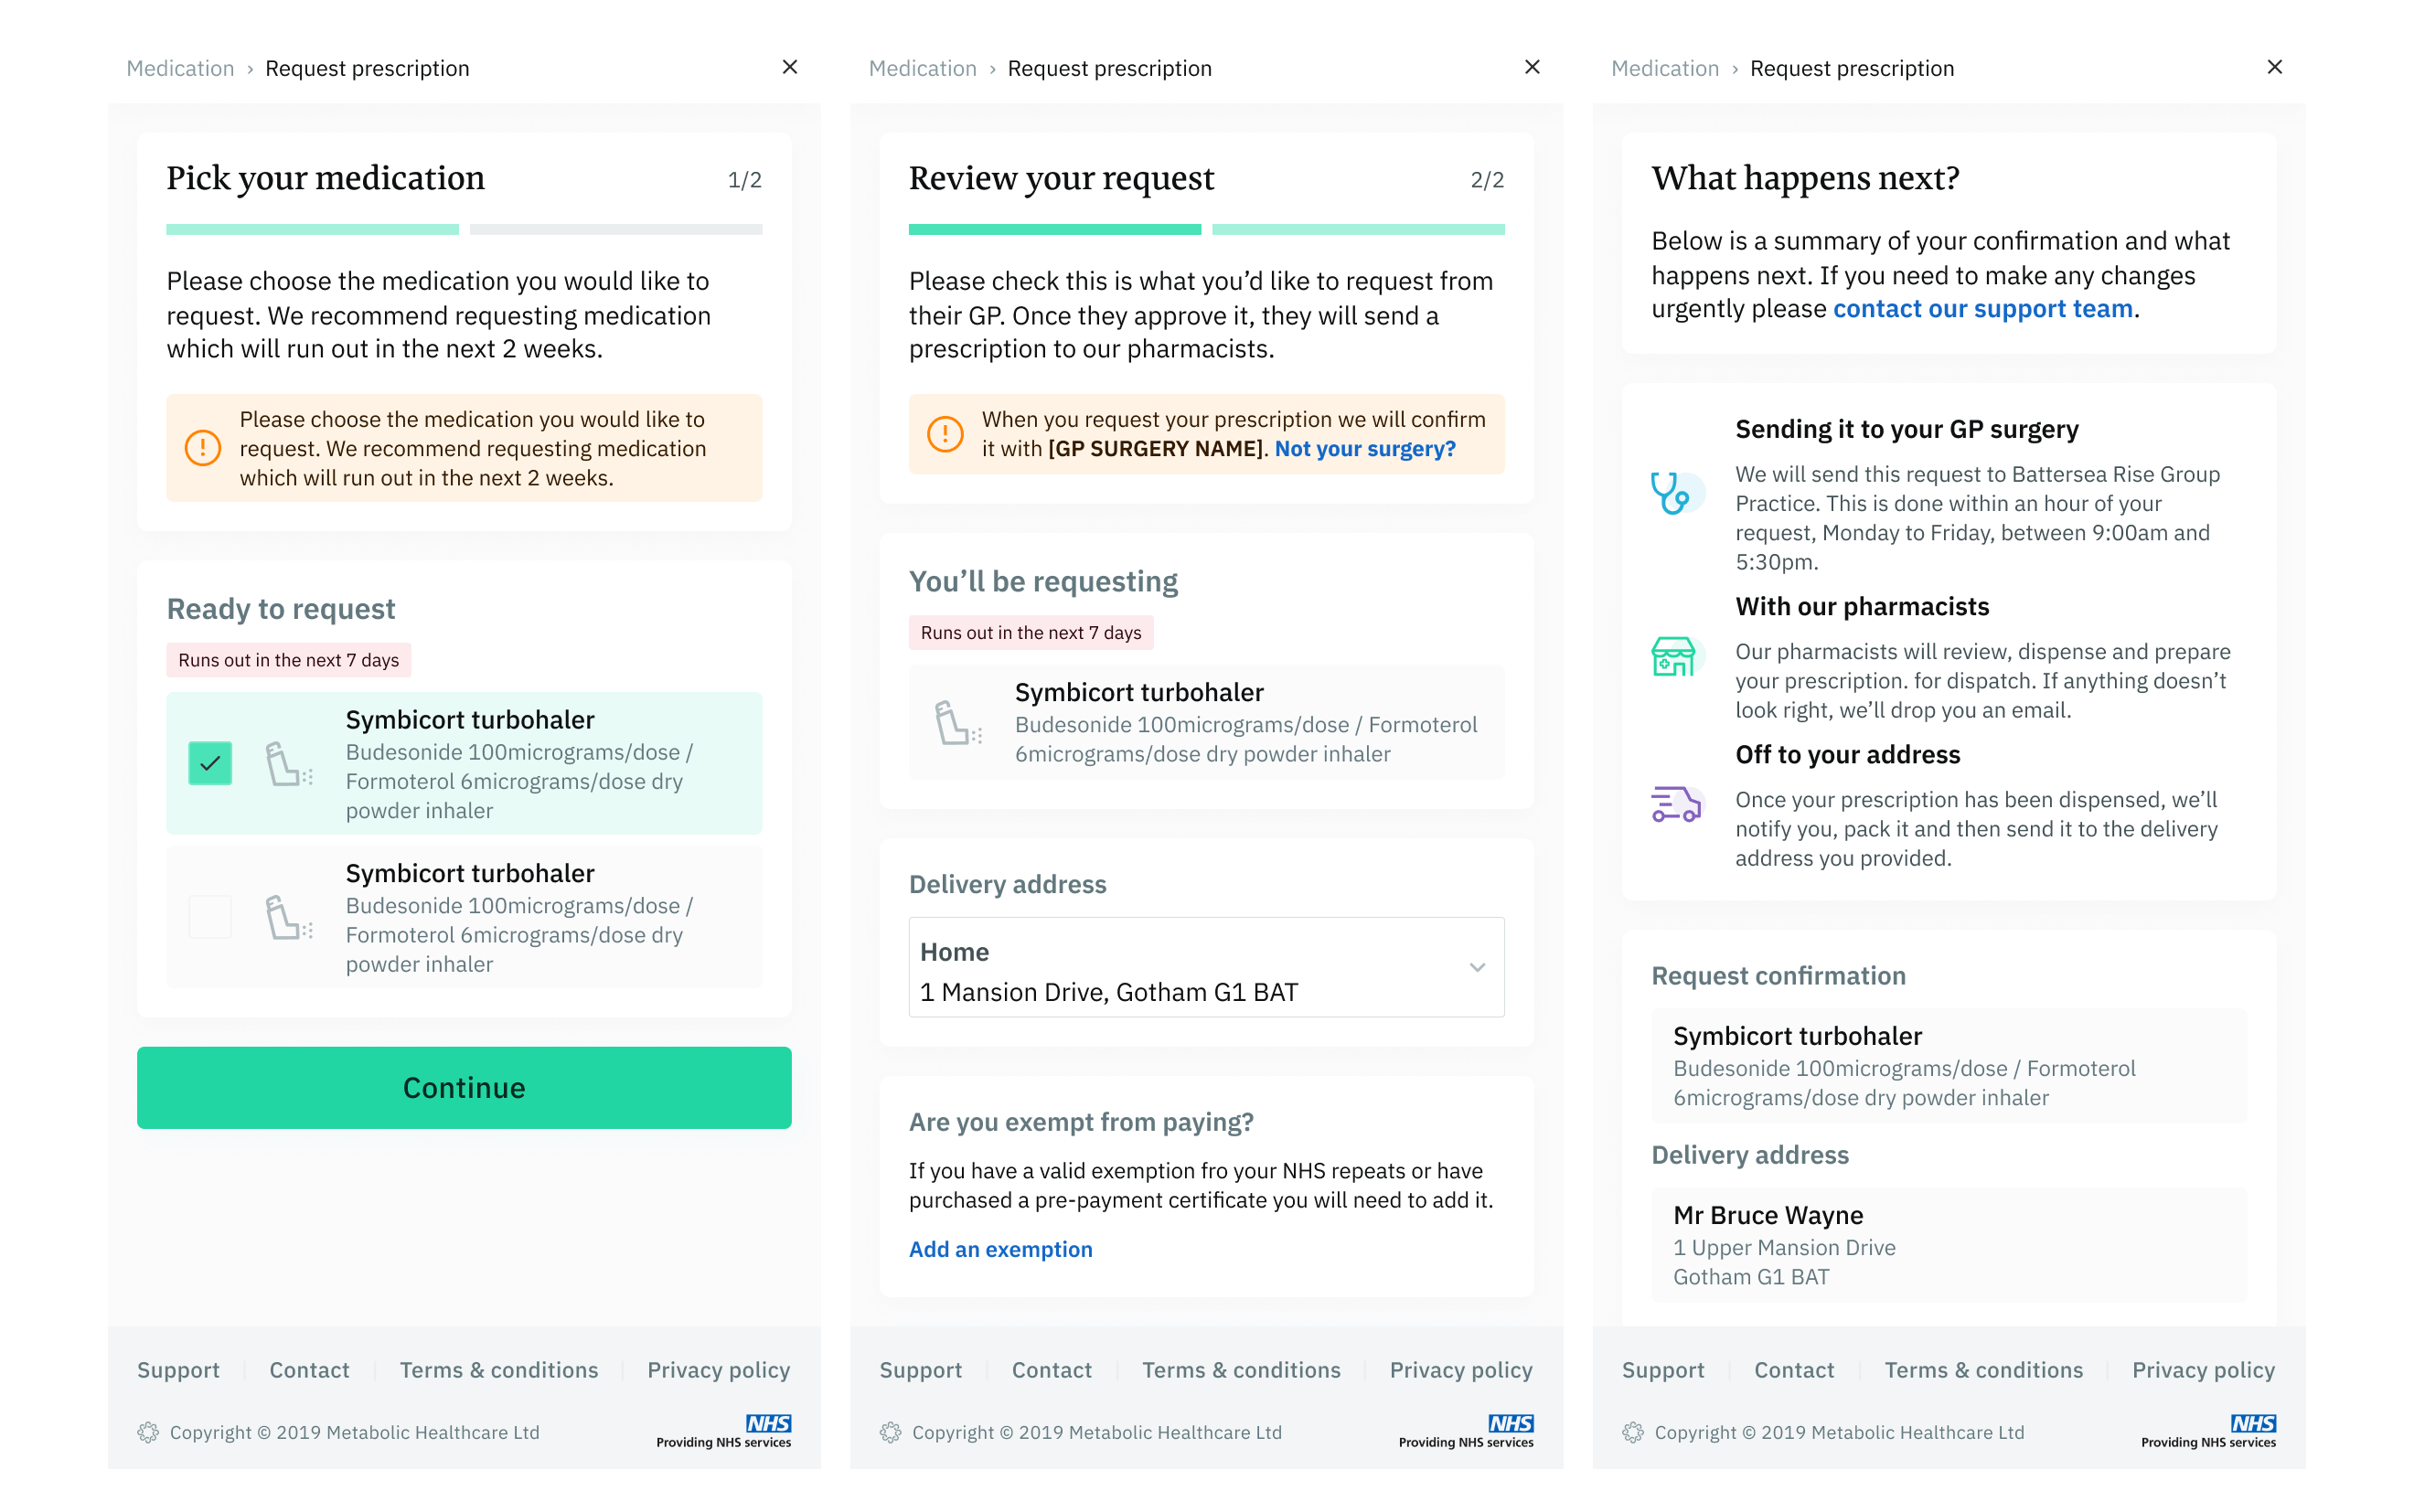 Medication › Request prescription
Pick your medication
1/2
Please choose the medication you would like to
request. We recommend requesting medication
which will run out in the next 2 weeks.
Please choose the medication you would like to
request. We recommend requesting medication
which will run out in the next 2 weeks.
Ready to request
Runs out in the next 7 days
Symbicort turbohaler
Budesonide 100micrograms/dose /
Formoterol 6micrograms/dose dry
powder inhaler
Symbicort turbohaler
Budesonide 100micrograms/dose /
Formoterol 6micrograms/dose dry
powder inhaler
Continue
Support
Contact
Terms & conditions
Privacy policy
Copyright © 2019 Metabolic Healthcare Ltd
NHS
Providing NHS services
Medication › Request prescription
Review your request
2/2
Please check this is what you’d like to request from
their GP. Once they approve it, they will send a
prescription to our pharmacists.
When you request your prescription we will confirm
it with [GP SURGERY NAME]. Not your surgery?
You’ll be requesting
Runs out in the next 7 days
Symbicort turbohaler
Budesonide 100micrograms/dose / Formoterol
6micrograms/dose dry powder inhaler
Delivery address
Home
1 Mansion Drive, Gotham G1 BAT
Are you exempt from paying?
If you have a valid exemption fro your NHS repeats or have
purchased a pre-payment certificate you will need to add it.
Add an exemption
Support
Contact
Terms & conditions
Privacy policy
Copyright © 2019 Metabolic Healthcare Ltd
NHS
Providing NHS services
Medication › Request prescription
What happens next?
Below is a summary of your confirmation and what
happens next. If you need to make any changes
urgently please contact our support team.
Sending it to your GP surgery
We will send this request to Battersea Rise Group
Practice. This is done within an hour of your
request, Monday to Friday, between 9:00am and
5:30pm.
With our pharmacists
Our pharmacists will review, dispense and prepare
your prescription. for dispatch. If anything doesn’t
look right, we’ll drop you an email.
Off to your address
Once your prescription has been dispensed, we’ll
notify you, pack it and then send it to the delivery
address you provided.
Request confirmation
Symbicort turbohaler
Budesonide 100micrograms/dose / Formoterol
6micrograms/dose dry powder inhaler
Delivery address
Mr Bruce Wayne
1 Upper Mansion Drive
Gotham G1 BAT
Support
Contact
Terms & conditions
Privacy policy
Copyright © 2019 Metabolic Healthcare Ltd
NHS
Providing NHS services